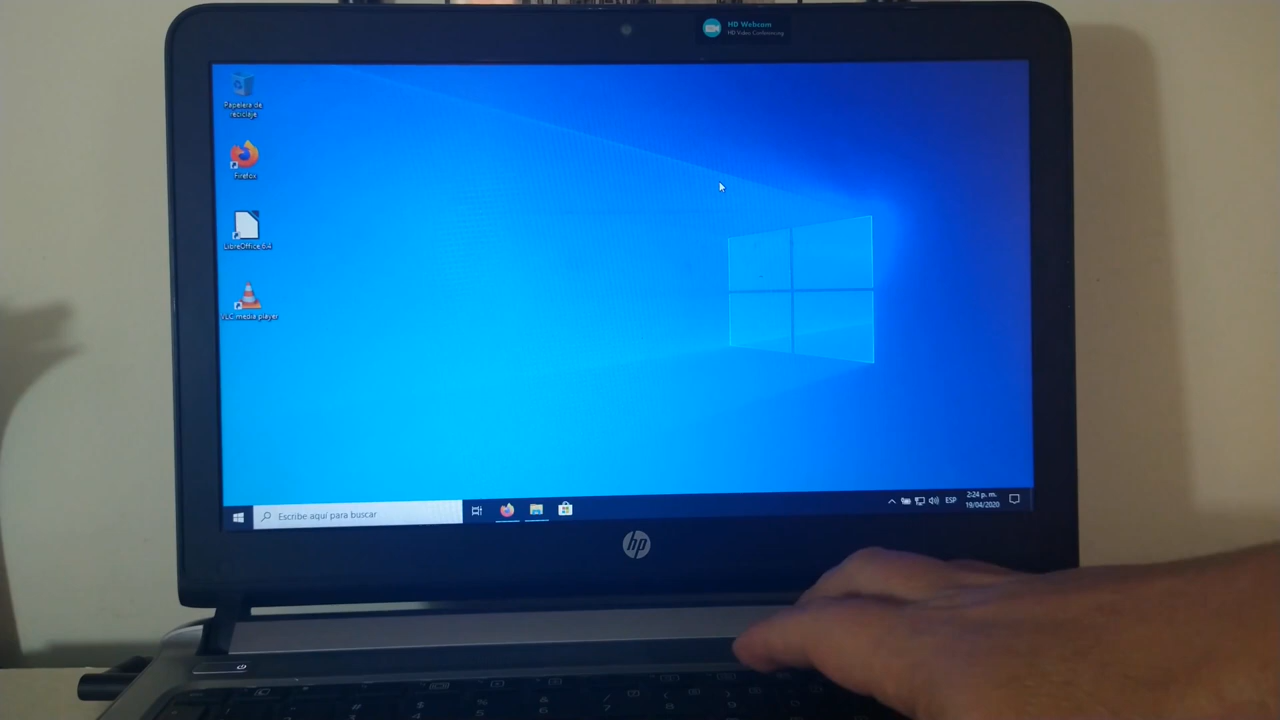 HD Webcam
HD Video Conferencing
Papelera de
reciclaje
Firefox
LibreOffice 6.4
VLC media player
Escribe aquí para buscar
ESP
2:24 p. m.
19/04/2020
hp